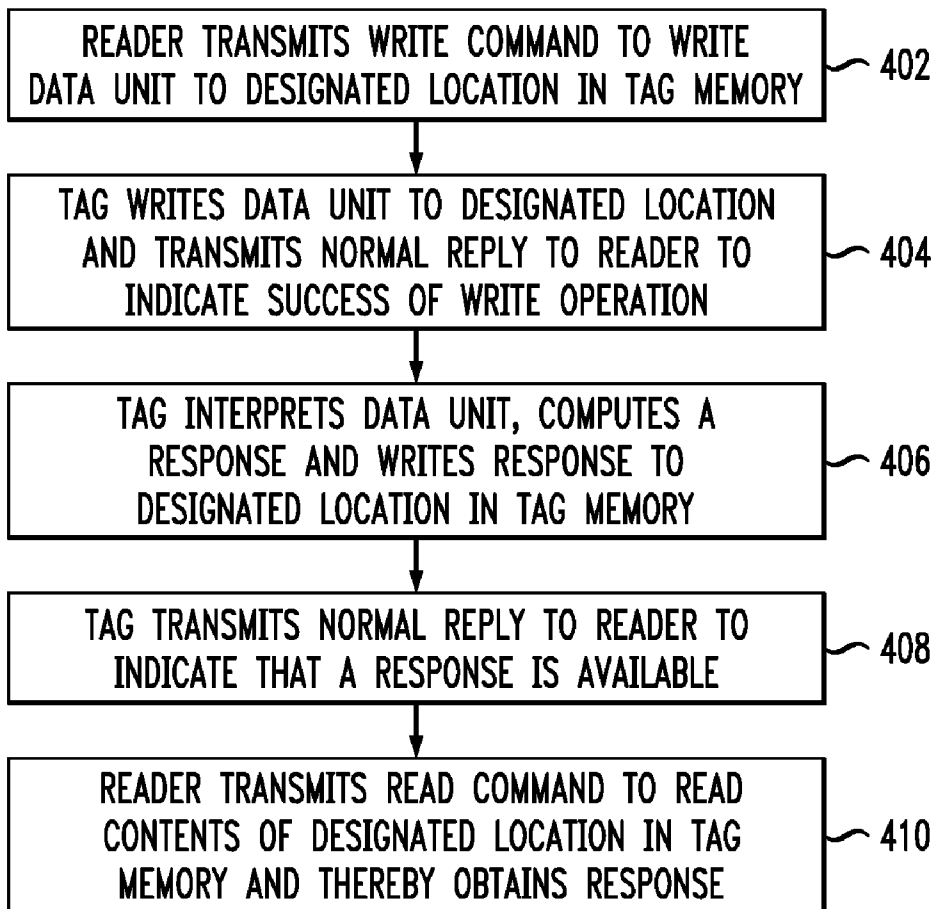 READER TRANSMITS WRITE COMMAND TO WRITE
DATA UNIT TO DESIGNATED LOCATION IN TAG MEMORY
402
TAG WRITES DATA UNIT TO DESIGNATED LOCATION
AND TRANSMITS NORMAL REPLY TO READER TO
INDICATE SUCCESS OF WRITE OPERATION
404
TAG INTERPRETS DATA UNIT, COMPUTES A
RESPONSE AND WRITES RESPONSE TO
DESIGNATED LOCATION IN TAG MEMORY
406
TAG TRANSMITS NORMAL REPLY TO READER TO
INDICATE THAT A RESPONSE IS AVAILABLE
408
READER TRANSMITS READ COMMAND TO READ
CONTENTS OF DESIGNATED LOCATION IN TAG
MEMORY AND THEREBY OBTAINS RESPONSE
410